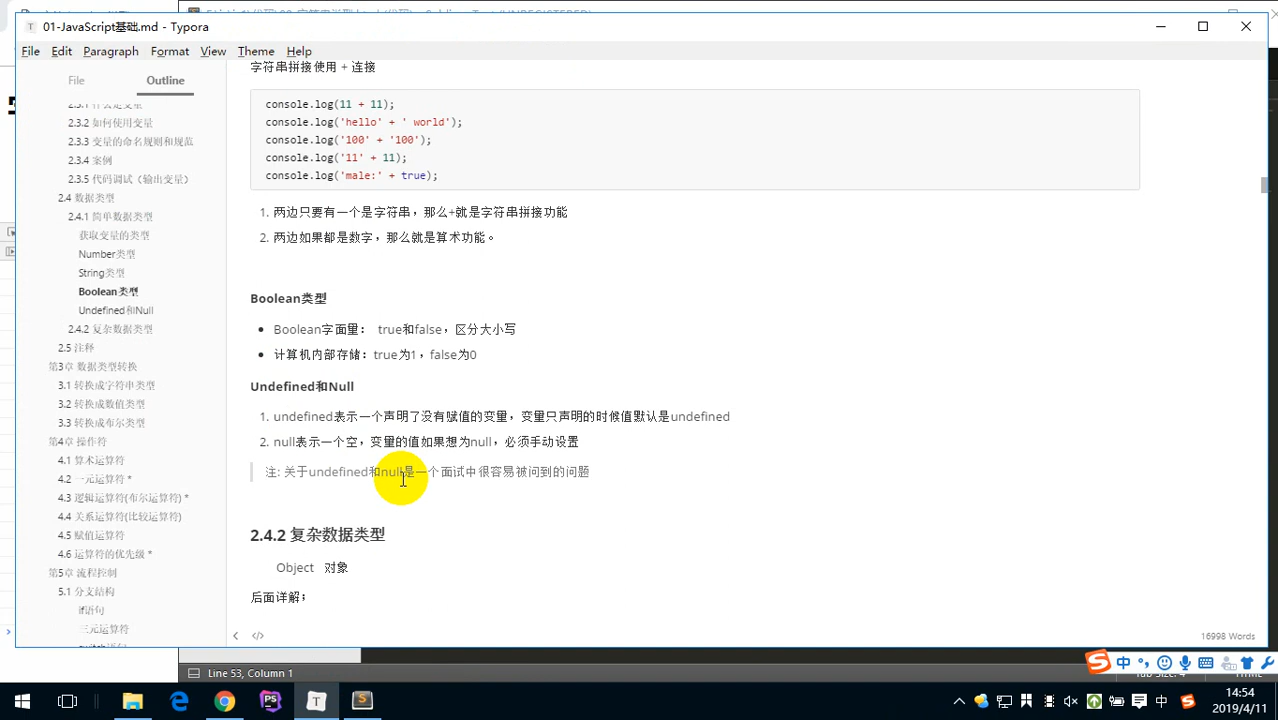 01-JavaScript基础.md - Typora
File Edit Paragraph Format View Theme Help
File Outline
2.3.1 什么是变量
2.3.2 如何使用变量
2.3.3 变量的命名规则和规范
2.3.4 案例
2.3.5 代码调试（输出变量）
2.4 数据类型
2.4.1 简单数据类型
获取变量的类型
Number类型
String类型
Boolean类型
Undefined和Null
2.4.2 复杂数据类型
2.5 注释
第3章 数据类型转换
3.1 转换成字符串类型
3.2 转换成数值类型
3.3 转换成布尔类型
第4章 操作符
4.1 算术运算符
4.2 一元运算符 *
4.3 逻辑运算符(布尔运算符) *
4.4 关系运算符(比较运算符)
4.5 赋值运算符
4.6 运算符的优先级 *
第5章 流程控制
5.1 分支结构
if语句
三元运算符
switch语句
字符串拼接使用 + 连接
console.log(11 + 11);
console.log('hello' + ' world');
console.log('100' + '100');
console.log('11' + 11);
console.log('male:' + true);
1. 两边只要有一个是字符串，那么+就是字符串拼接功能
2. 两边如果都是数字，那么就是算术功能。
Boolean类型
• Boolean字面量： true和false，区分大小写
• 计算机内部存储：true为1，false为0
Undefined和Null
1. undefined表示一个声明了没有赋值的变量，变量只声明的时候值默认是undefined
2. null表示一个空，变量的值如果想为null，必须手动设置
注: 关于undefined和null是一个面试中很容易被问到的问题
2.4.2 复杂数据类型
Object 对象
后面详解；
16998 Words
Line 53, Column 1
中
中
14:54
2019/4/11